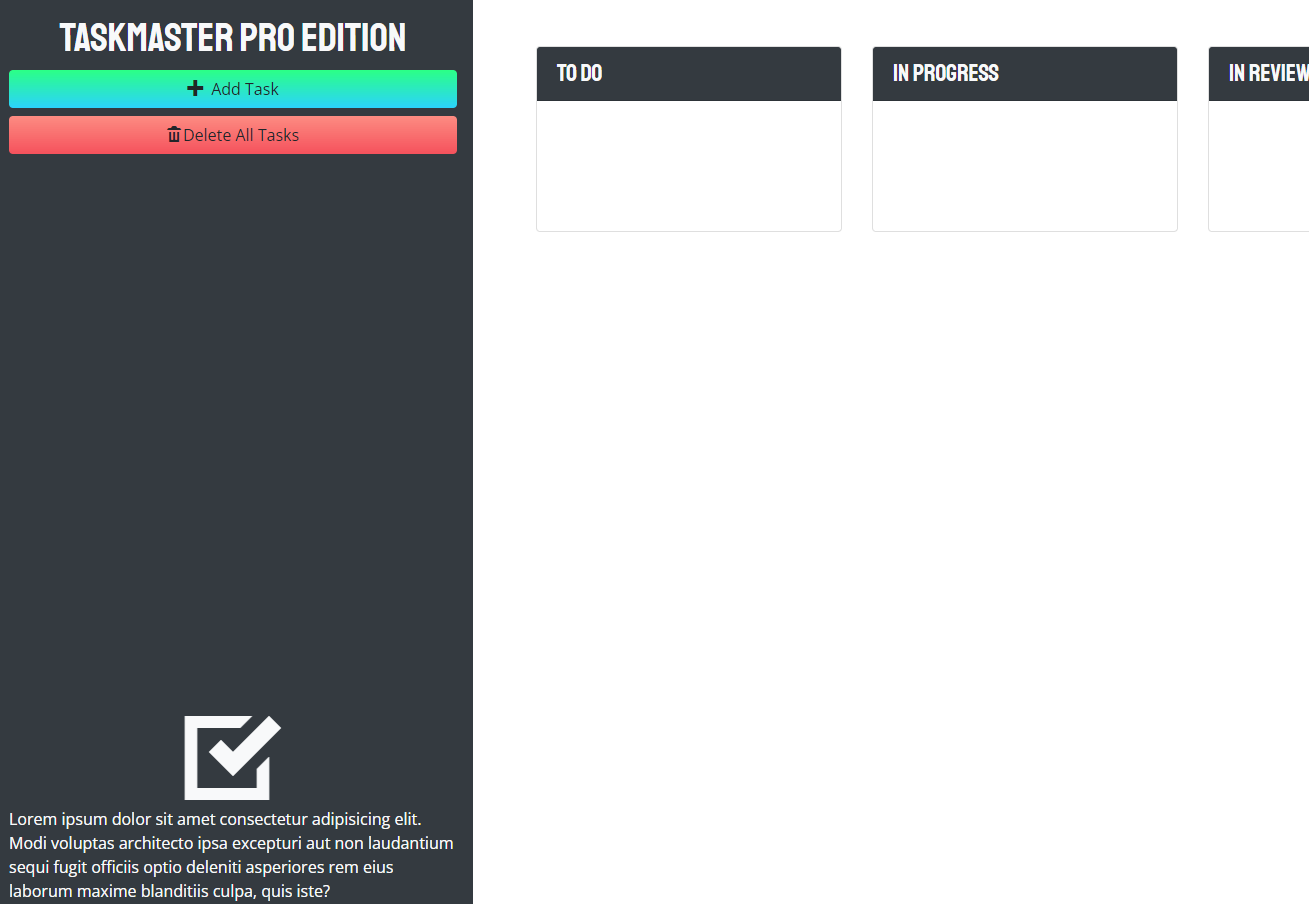 TASKMASTER PRO EDITION
Add Task
Delete All Tasks
TO DO
IN PROGRESS
IN REVIEW
Lorem ipsum dolor sit amet consectetur adipisicing elit.
Modi voluptas architecto ipsa excepturi aut non laudantium
sequi fugit officiis optio deleniti asperiores rem eius
laborum maxime blanditiis culpa, quis iste?